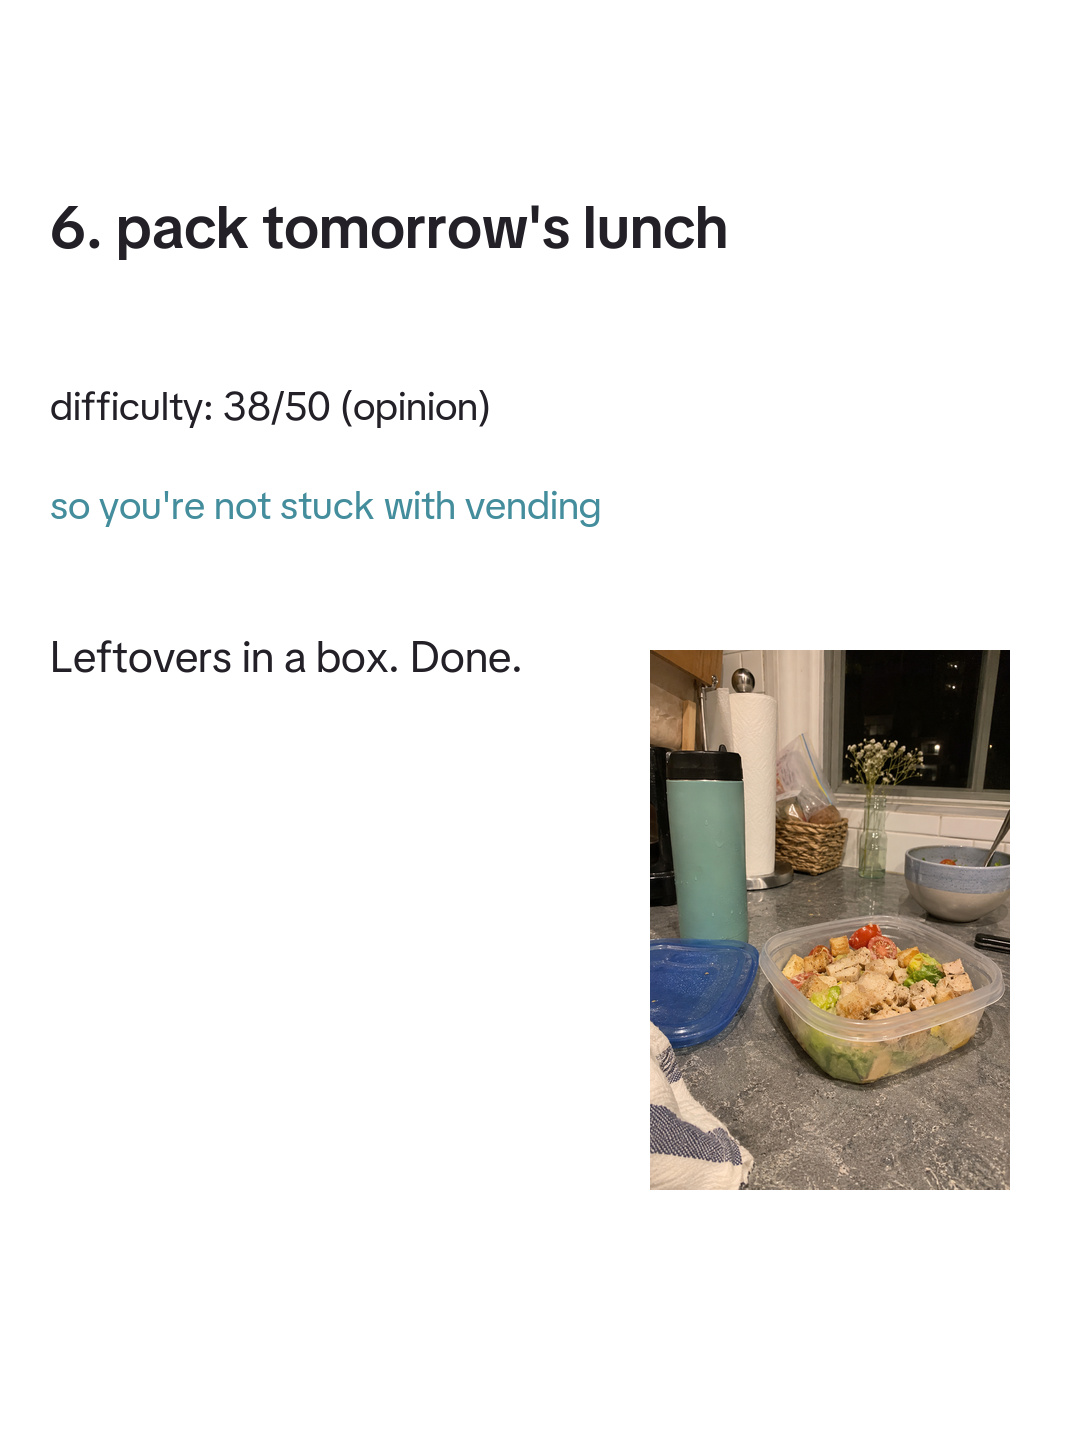 6. pack tomorrow's lunch
difficulty: 38/50 (opinion)
so you're not stuck with vending
Leftovers in a box. Done.